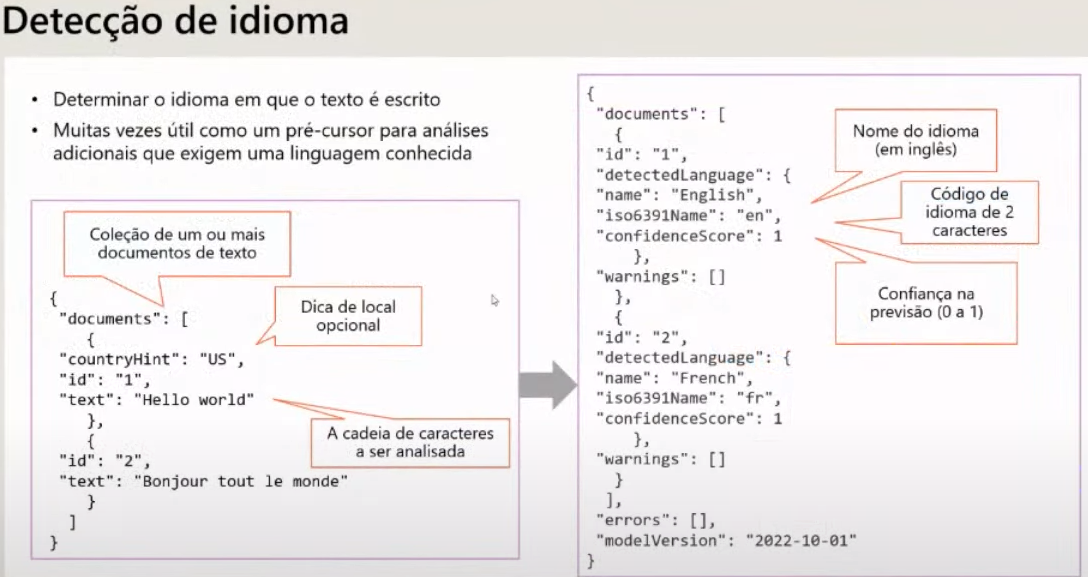 Detecção de idioma
• Determinar o idioma em que o texto é escrito
• Muitas vezes útil como um pré-cursor para análises
adicionais que exigem uma linguagem conhecida
Coleção de um ou mais
documentos de texto
Dica de local
opcional
{
"documents": [
{
"countryHint": "US",
"id": "1",
"text": "Hello world"
},
{
"id": "2",
"text": "Bonjour tout le monde"
}
]
}
A cadeia de caracteres
a ser analisada
{
"documents": [
{
"id": "1",
"detectedLanguage": {
"name": "English",
"iso6391Name": "en",
"confidenceScore": 1
},
"warnings": []
},
{
"id": "2",
"detectedLanguage": {
"name": "French",
"iso6391Name": "fr",
"confidenceScore": 1
},
"warnings": []
}
],
"errors": [],
"modelVersion": "2022-10-01"
}
Nome do idioma
(em inglês)
Código de
idioma de 2
caracteres
Confiança na
previsão (0 a 1)